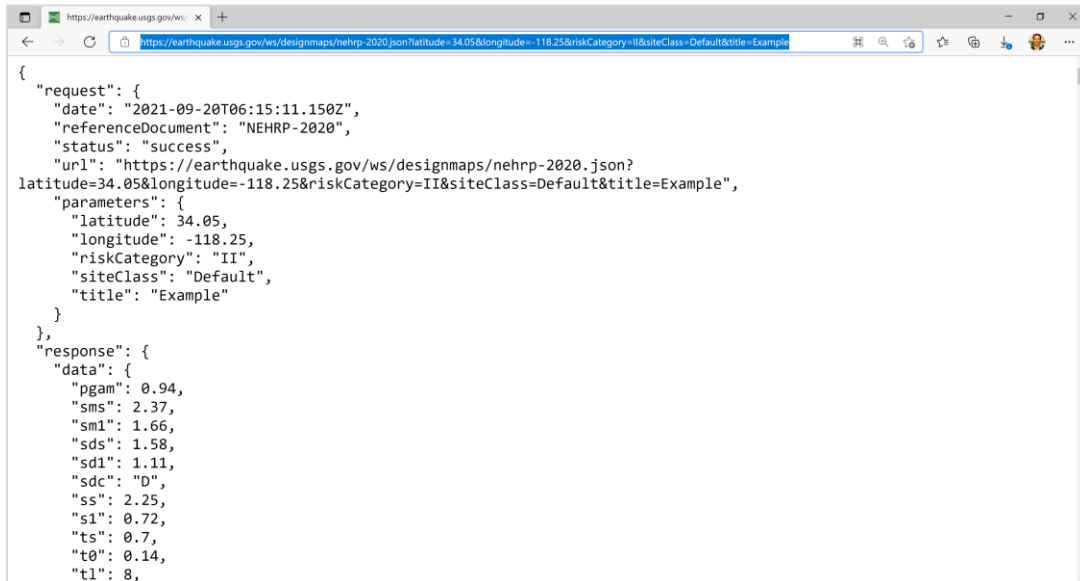 https://earthquake.usgs.gov/ws/
https://earthquake.usgs.gov/ws/designmaps/nehrp-2020.json?latitude=34.05&longitude=-118.25&riskCategory=II&siteClass=Default&title=Example
{
"request": {
"date": "2021-09-20T06:15:11.150Z",
"referenceDocument": "NEHRP-2020",
"status": "success",
"url": "https://earthquake.usgs.gov/ws/designmaps/nehrp-2020.json?
latitude=34.05&longitude=-118.25&riskCategory=II&siteClass=Default&title=Example",
"parameters": {
"latitude": 34.05,
"longitude": -118.25,
"riskCategory": "II",
"siteClass": "Default",
"title": "Example"
}
},
"response": {
"data": {
"pgam": 0.94,
"sms": 2.37,
"sm1": 1.66,
"sds": 1.58,
"sd1": 1.11,
"sdc": "D",
"ss": 2.25,
"s1": 0.72,
"ts": 0.7,
"t0": 0.14,
"tl": 8,